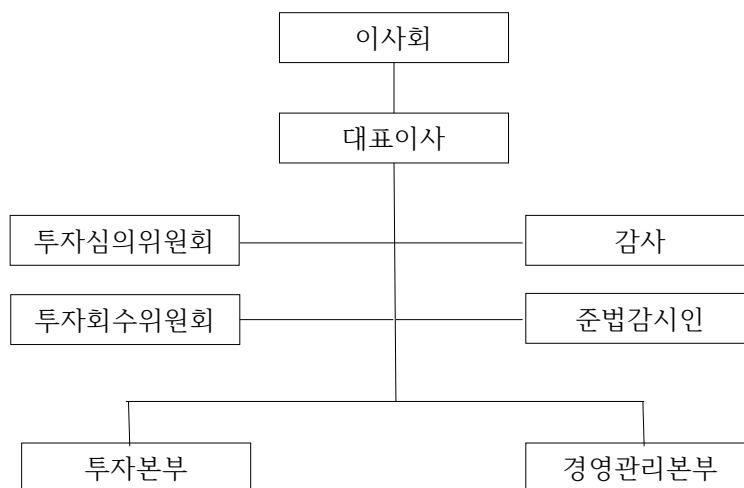 이사회
대표이사
투자심의위원회
감사
투자회수위원회
준법감시인
투자본부
경영관리본부